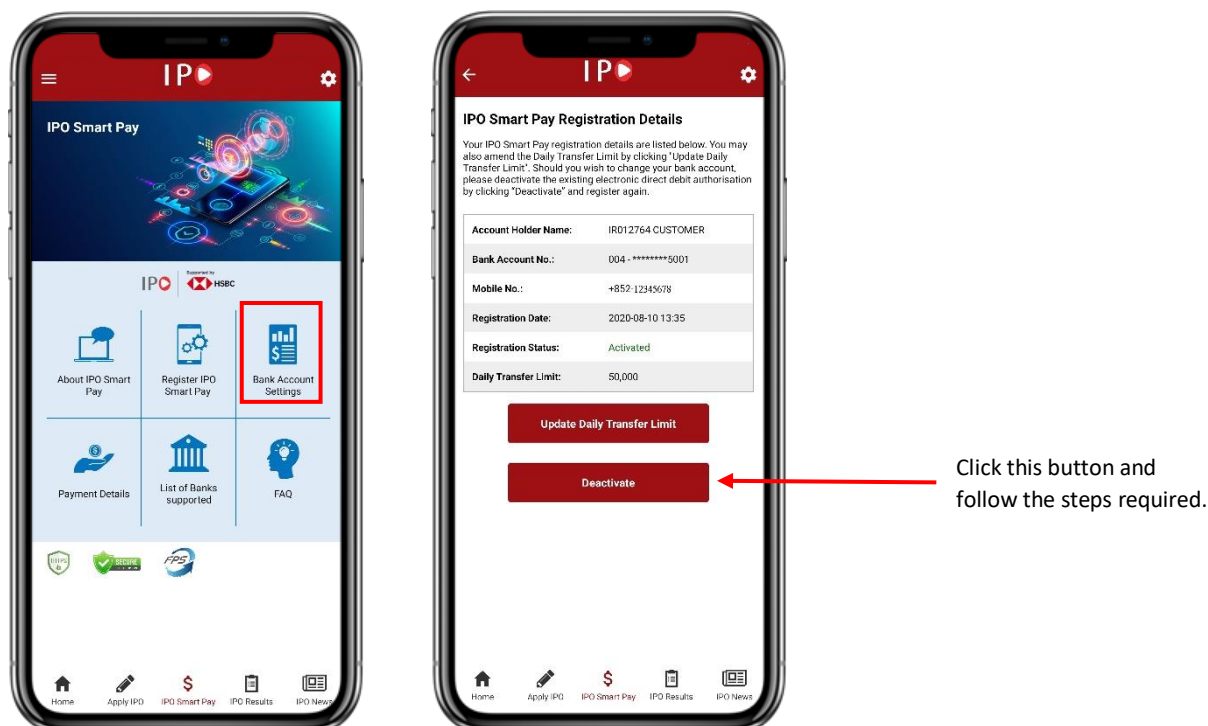 IPO
IPO Smart Pay
IPO
Supported by
HSBC
About IPO Smart
Pay
Register IPO
Smart Pay
Bank Account
Settings
Payment Details
List of Banks
supported
FAQ
HTTPS
SECURE
FPS
Home
Apply IPO
IPO Smart Pay
IPO Results
IPO News
IPO
IPO Smart Pay Registration Details
Your IPO Smart Pay registration details are listed below. You may
also amend the Daily Transfer Limit by clicking "Update Daily
Transfer Limit". Should you wish to change your bank account,
please deactivate the existing electronic direct debit authorisation
by clicking "Deactivate" and register again.
Account Holder Name: IR012764 CUSTOMER
Bank Account No.: 004 - ********5001
Mobile No.: +852-12345678
Registration Date: 2020-08-10 13:35
Registration Status: Activated
Daily Transfer Limit: 50,000
Update Daily Transfer Limit
Deactivate
Home
Apply IPO
IPO Smart Pay
IPO Results
IPO News
Click this button and
follow the steps required.